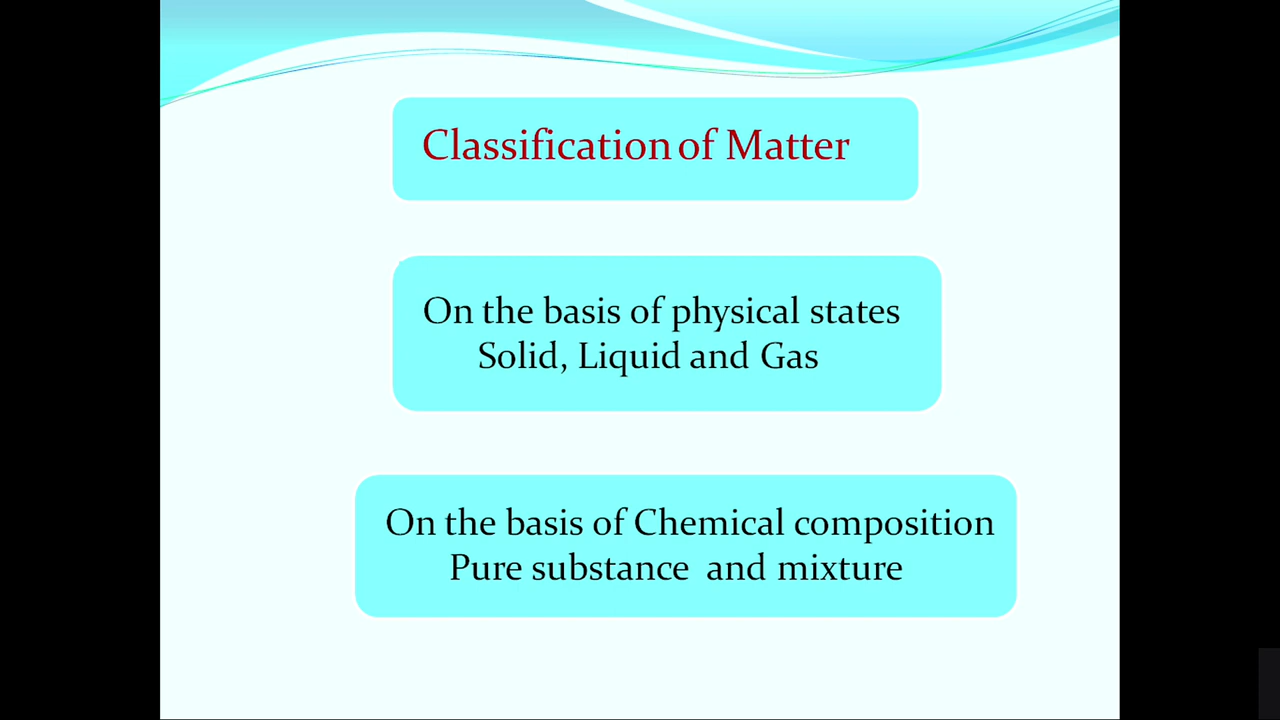 Classification of Matter
On the basis of physical states
Solid, Liquid and Gas
On the basis of Chemical composition
Pure substance and mixture